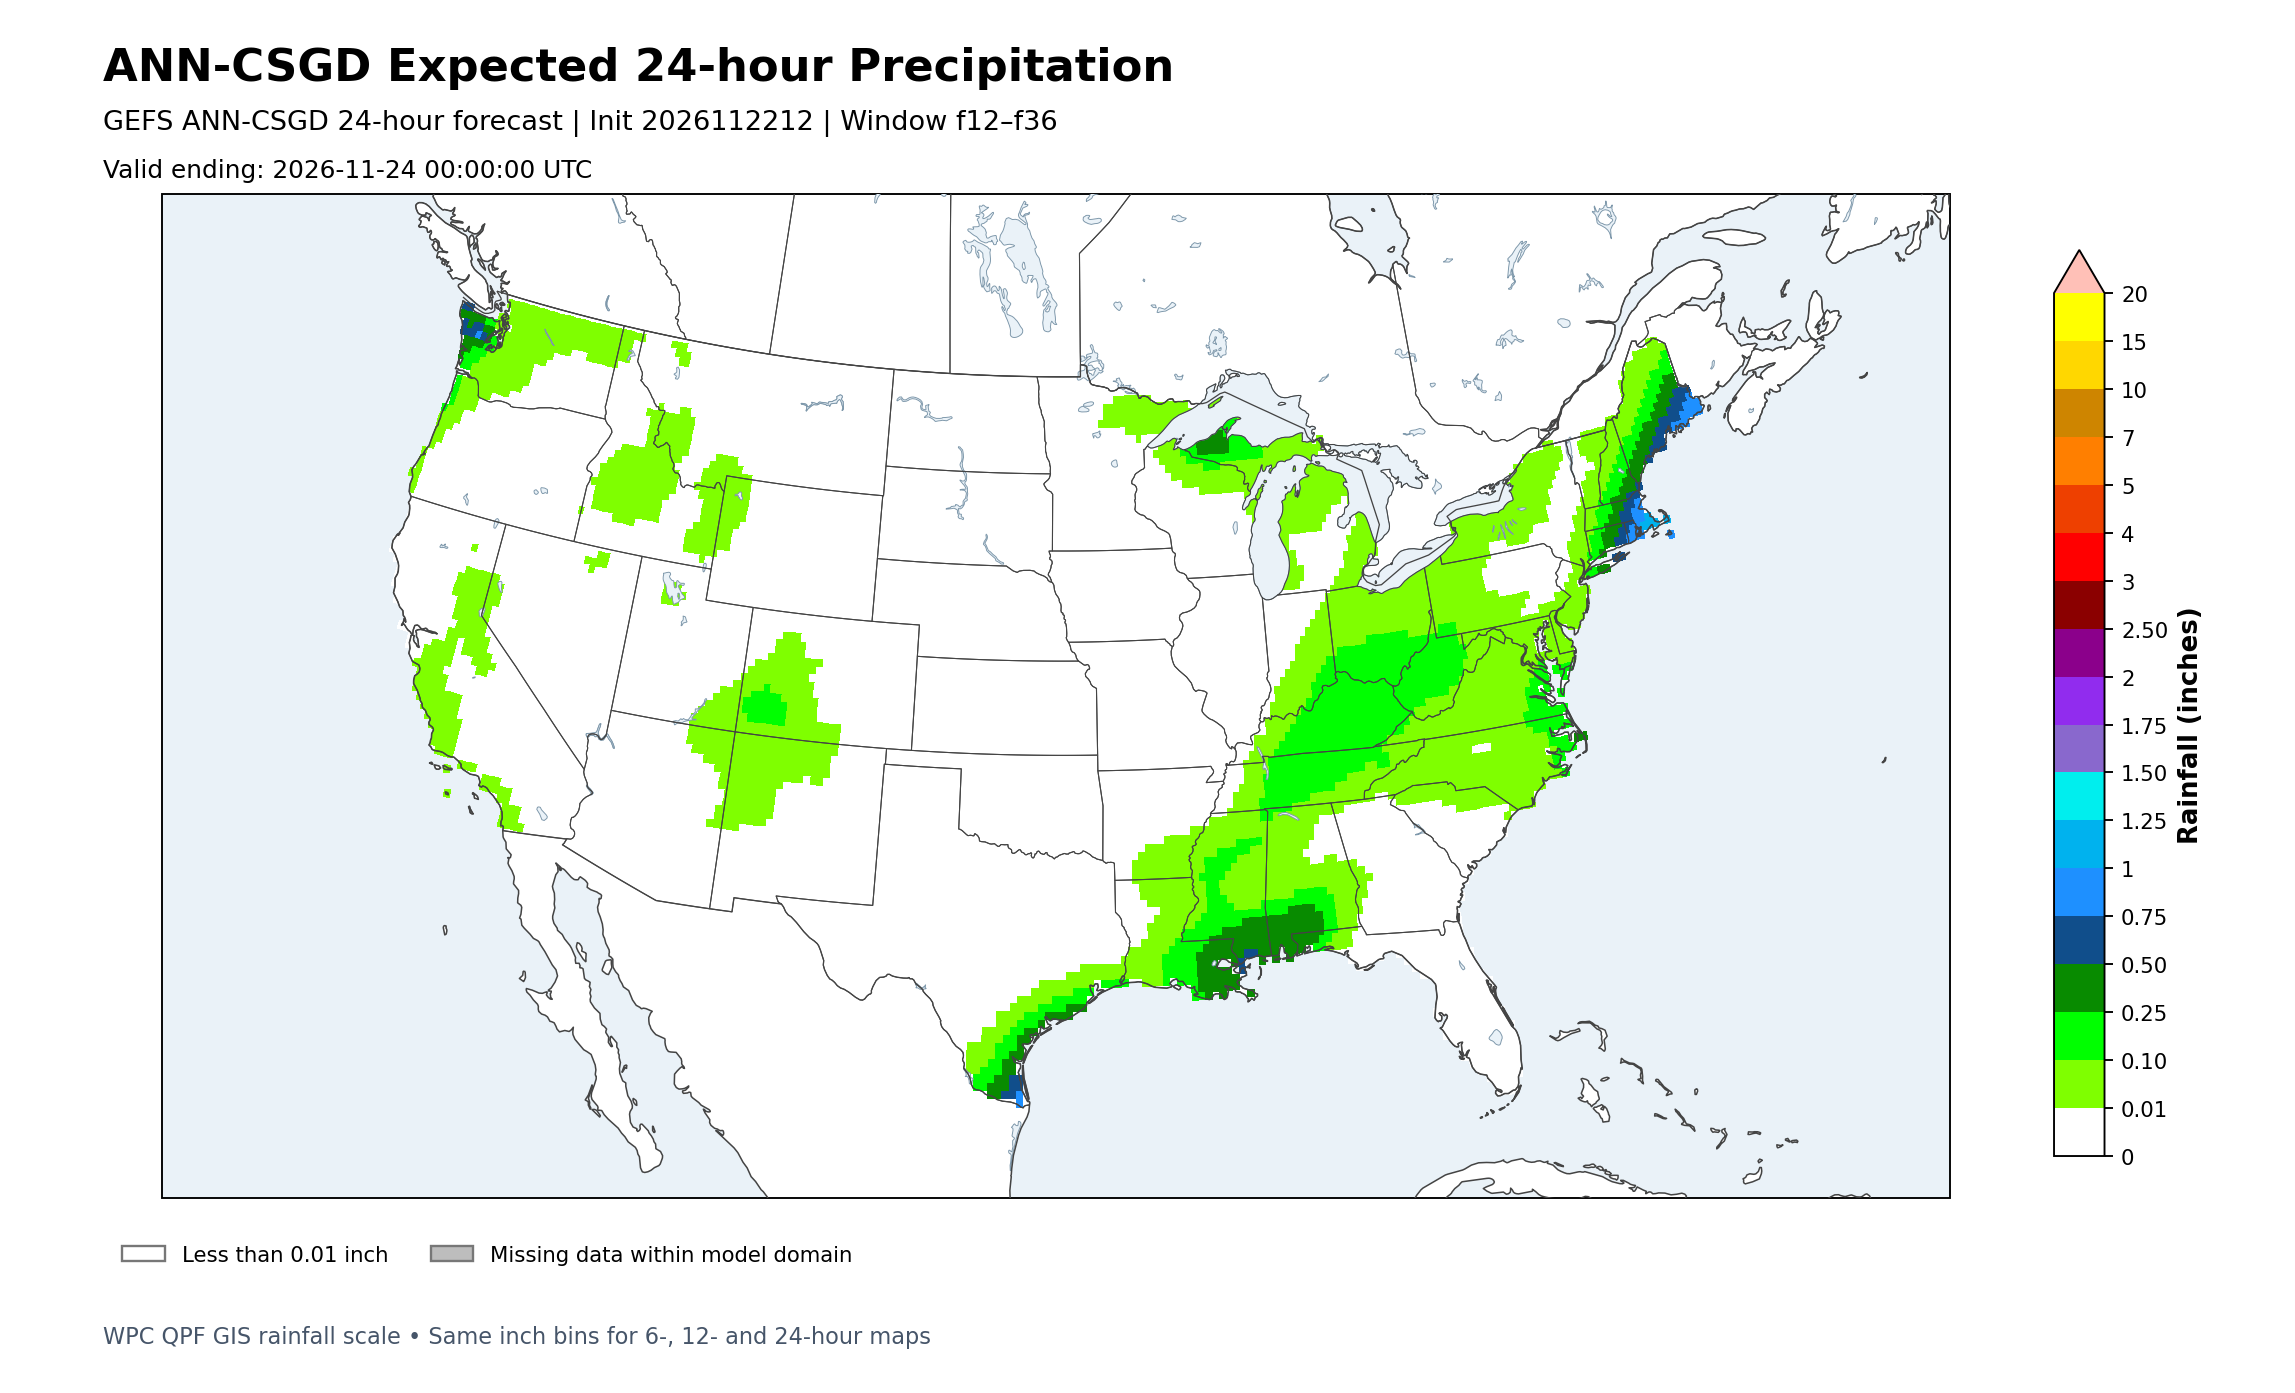 ANN-CSGD Expected 24-hour Precipitation
GEFS ANN-CSGD 24-hour forecast | Init 2026112212 | Window f12–f36
Valid ending: 2026-11-24 00:00:00 UTC
20
15
10
7
5
4
3
2.50
2
1.75
1.50
1.25
1
0.75
0.50
0.25
0.10
0.01
0
Rainfall (inches)
Less than 0.01 inch
Missing data within model domain
WPC QPF GIS rainfall scale • Same inch bins for 6-, 12- and 24-hour maps